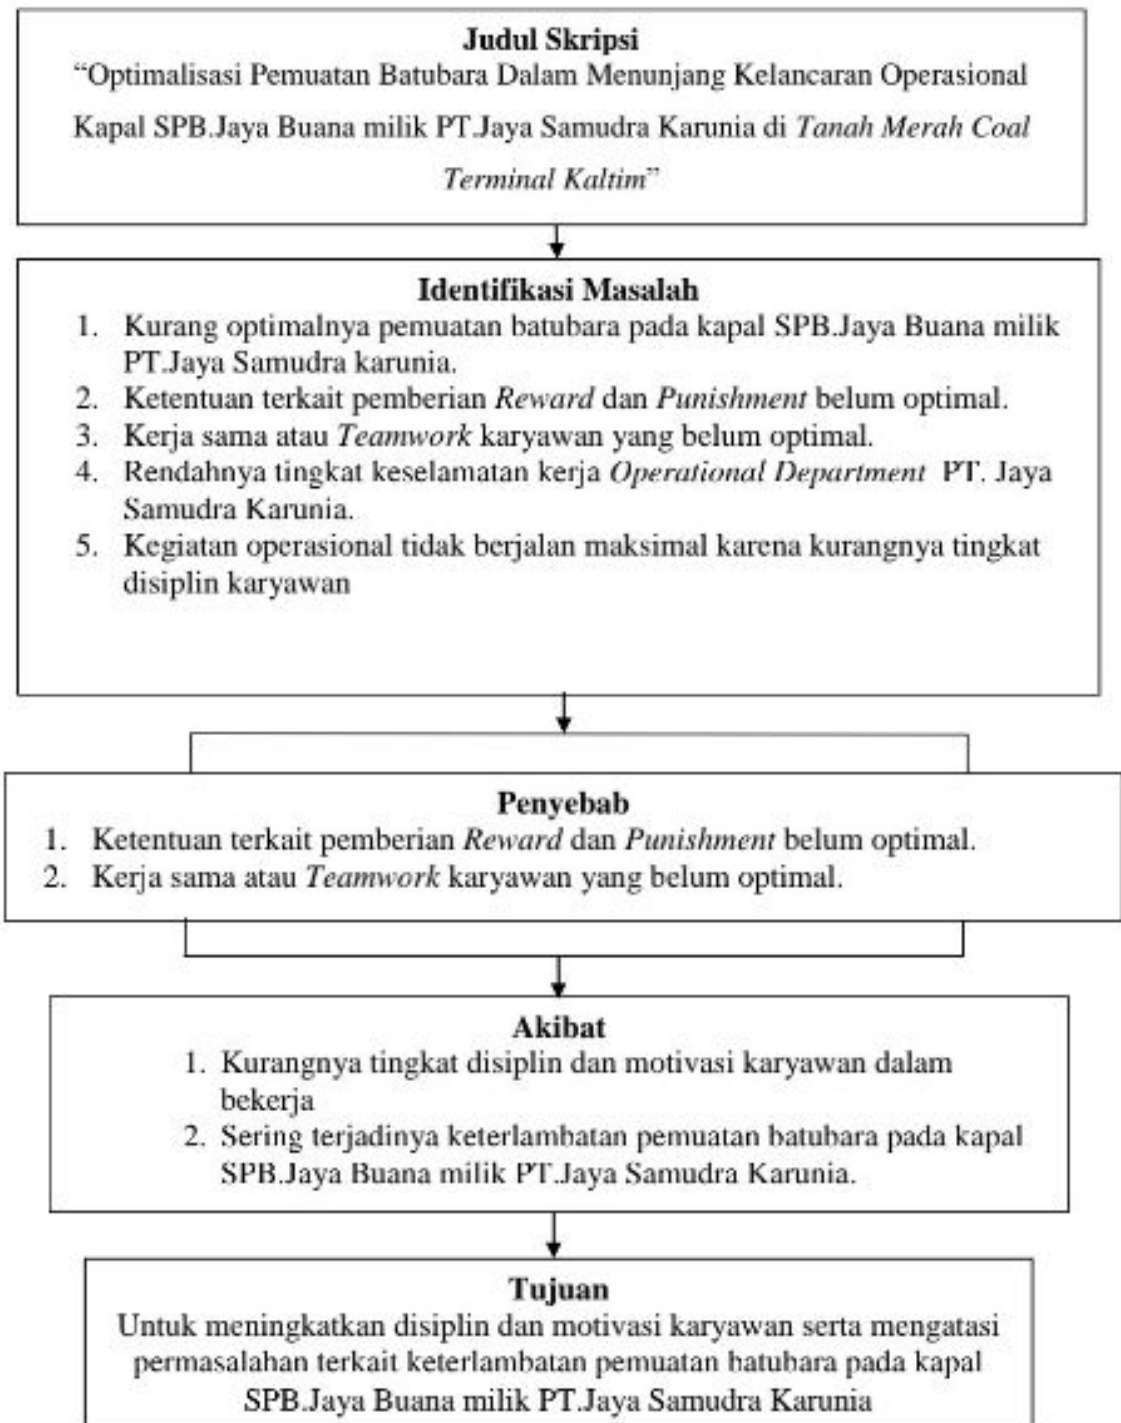 Judul Skripsi
“Optimalisasi Pemuatan Batubara Dalam Menunjang Kelancaran Operasional
Kapal SPB.Jaya Buana milik PT.Jaya Samudra Karunia di Tanah Merah Coal
Terminal Kaltim”
Identifikasi Masalah
1. Kurang optimalnya pemuatan batubara pada kapal SPB.Jaya Buana milik
PT.Jaya Samudra karunia.
2. Ketentuan terkait pemberian Reward dan Punishment belum optimal.
3. Kerja sama atau Teamwork karyawan yang belum optimal.
4. Rendahnya tingkat keselamatan kerja Operational Department PT. Jaya
Samudra Karunia.
5. Kegiatan operasional tidak berjalan maksimal karena kurangnya tingkat
disiplin karyawan
Penyebab
1. Ketentuan terkait pemberian Reward dan Punishment belum optimal.
2. Kerja sama atau Teamwork karyawan yang belum optimal.
Akibat
1. Kurangnya tingkat disiplin dan motivasi karyawan dalam
bekerja
2. Sering terjadinya keterlambatan pemuatan batubara pada kapal
SPB.Jaya Buana milik PT.Jaya Samudra Karunia.
Tujuan
Untuk meningkatkan disiplin dan motivasi karyawan serta mengatasi
permasalahan terkait keterlambatan pemuatan batubara pada kapal
SPB.Jaya Buana milik PT.Jaya Samudra Karunia